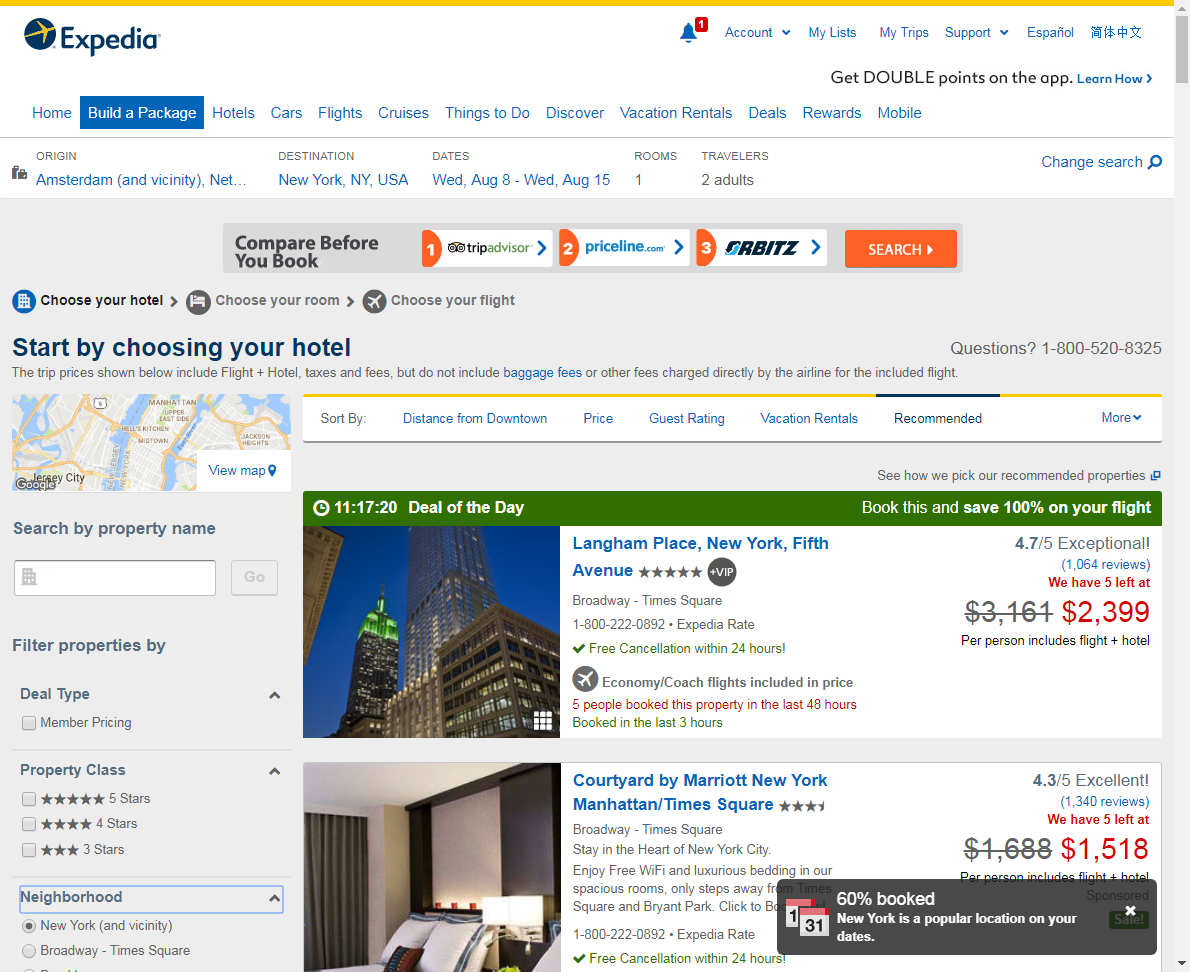 Expedia
1
Account
My Lists
My Trips
Support
Español
简体中文
Get DOUBLE points on the app. Learn How
Home
Build a Package
Hotels
Cars
Flights
Cruises
Things to Do
Discover
Vacation Rentals
Deals
Rewards
Mobile
ORIGIN
Amsterdam (and vicinity), Net...
DESTINATION
New York, NY, USA
DATES
Wed, Aug 8 - Wed, Aug 15
ROOMS
1
TRAVELERS
2 adults
Change search
Compare Before
You Book
1 tripadvisor
2 priceline.com
3 ORBITZ
SEARCH
Choose your hotel
Choose your room
Choose your flight
Start by choosing your hotel
Questions? 1-800-520-8325
The trip prices shown below include Flight + Hotel, taxes and fees, but do not include baggage fees or other fees charged directly by the airline for the included flight.
9
MANHATTAN
UPPER
EAST SIDE
HELL'S KITCHEN
MIDTOWN
JACKSON
HEIGHTS
NEW JERSEY
NEW YORK
East River
Jersey City
Google
View map
Sort By:
Distance from Downtown
Price
Guest Rating
Vacation Rentals
Recommended
More
See how we pick our recommended properties
Search by property name
Go
Filter properties by
Deal Type
Member Pricing
Property Class
5 Stars
4 Stars
3 Stars
Neighborhood
New York (and vicinity)
Broadway - Times Square
11:17:20 Deal of the Day
Book this and save 100% on your flight
Langham Place, New York, Fifth
Avenue +VIP
Broadway - Times Square
1-800-222-0892 • Expedia Rate
Free Cancellation within 24 hours!
Economy/Coach flights included in price
5 people booked this property in the last 48 hours
Booked in the last 3 hours
4.7/5 Exceptional!
(1,064 reviews)
We have 5 left at
$3,161 $2,399
Per person includes flight + hotel
Courtyard by Marriott New York
Manhattan/Times Square
Broadway - Times Square
Stay in the Heart of New York City.
Enjoy Free WiFi and luxurious bedding in our
spacious rooms, only steps away from Times
Square and Bryant Park. Click to
1-800-222-0892 • Expedia Rate
Free Cancellation within 24 hours!
4.3/5 Excellent!
(1,340 reviews)
We have 5 left at
$1,688 $1,518
Per person includes flight + hotel
Sponsored
Sale!
1
31
60% booked
New York is a popular location on your
dates.